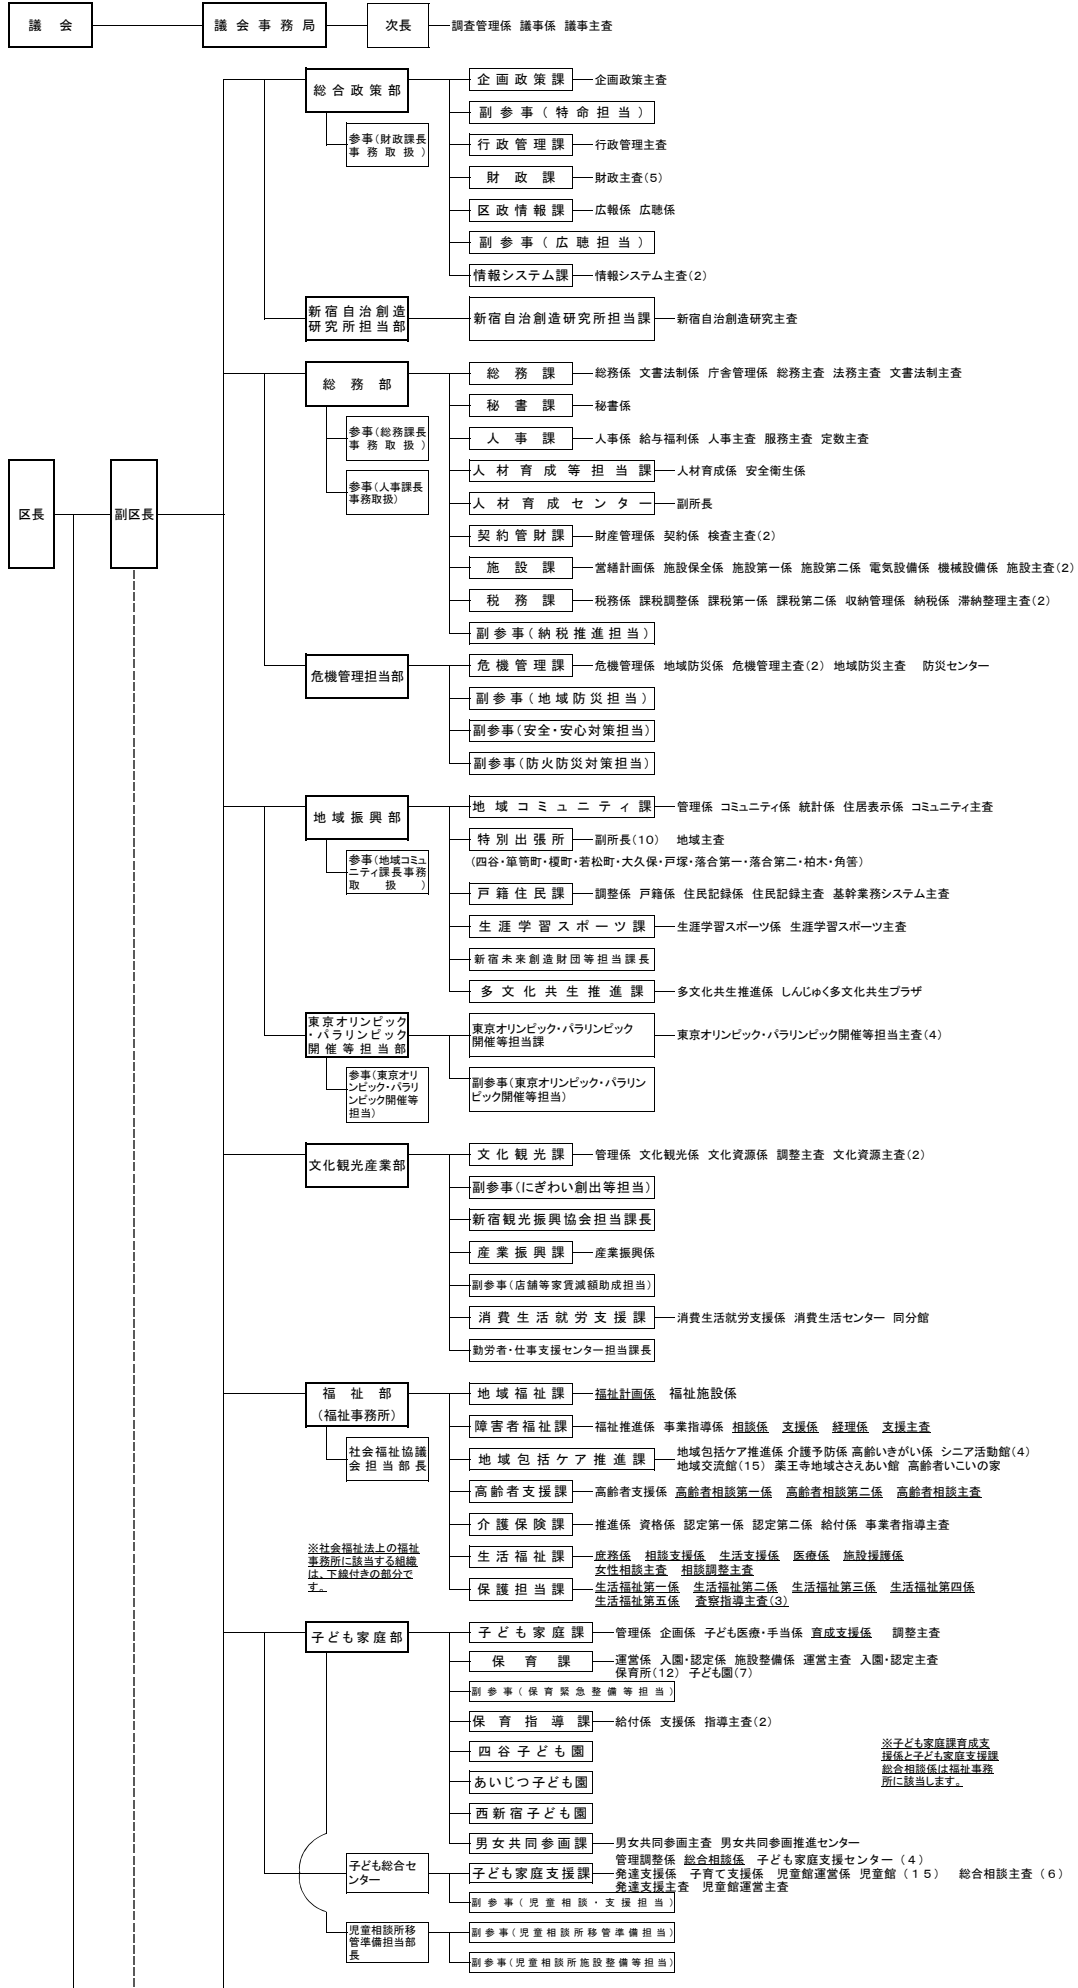 議会 議会事務局 次長 調査管理係 議事係 議事主査
総合政策部 企画政策課 企画政策主査
副参事(特命担当)
参事(財政課長
事務取扱)
行政管理課 行政管理主査
財政課 財政主査(5)
区政情報課 広報係 広聴係
副参事(広聴担当)
情報システム課 情報システム主査(2)
新宿自治創造
研究所担当部
新宿自治創造研究所担当課 新宿自治創造研究主査
総務部 総務課 総務係 文書法制係 庁舎管理係 総務主査 法務主査 文書法制主査
秘書課 秘書係
参事(総務課長
事務取扱)
人事課 人事係 給与福利係 人事主査 服務主査 定数主査
参事(人事課長
事務取扱)
人材育成等担当課 人材育成係 安全衛生係
区長 副区長
人材育成センター 副所長
契約管財課 財産管理係 契約係 検査主査(2)
施設課 営繕計画係 施設保全係 施設第一係 施設第二係 電気設備係 機械設備係 施設主査(2)
税務課 税務係 課税調整係 課税第一係 課税第二係 収納管理係 納税係 滞納整理主査(2)
副参事(納税推進担当)
危機管理担当部 危機管理課 危機管理係 地域防災係 危機管理主査(2) 地域防災主査 防災センター
副参事(地域防災担当)
副参事(安全・安心対策担当)
副参事(防火防災対策担当)
地域振興部 地域コミュニティ課 管理係 コミュニティ係 統計係 住居表示係 コミュニティ主査
特別出張所 副所長(10) 地域主査
(四谷・箪笥町・榎町・若松町・大久保・戸塚・落合第一・落合第二・柏木・角筈)
参事(地域コミュ
ニティ課長事務
取扱)
戸籍住民課 調整係 戸籍係 住民記録係 住民記録主査 基幹業務システム主査
生涯学習スポーツ課 生涯学習スポーツ係 生涯学習スポーツ主査
新宿未来創造財団等担当課長
多文化共生推進課 多文化共生推進係 しんじゅく多文化共生プラザ
東京オリンピック
・パラリンピック
開催等担当部
東京オリンピック・パラリンピック
開催等担当課
東京オリンピック・パラリンピック開催等担当主査(4)
参事(東京オリ
ンピック・パラリ
ンピック開催等
担当)
副参事(東京オリンピック・パラリン
ピック開催等担当)
文化観光産業部 文化観光課 管理係 文化観光係 文化資源係 調整主査 文化資源主査(2)
副参事(にぎわい創出等担当)
新宿観光振興協会担当課長
産業振興課 産業振興係
副参事(店舗等家賃減額助成担当)
消費生活就労支援課 消費生活就労支援係 消費生活センター 同分館
勤労者・仕事支援センター担当課長
福祉部
(福祉事務所)
地域福祉課 福祉計画係 福祉施設係
障害者福祉課 福祉推進係 事業指導係 相談係 支援係 経理係 支援主査
社会福祉協議
会担当部長
地域包括ケア推進課 地域包括ケア推進係 介護予防係 高齢いきがい係 シニア活動館(4)
地域交流館(15) 薬王寺地域ささえあい館 高齢者いこいの家
高齢者支援課 高齢者支援係 高齢者相談第一係 高齢者相談第二係 高齢者相談主査
介護保険課 推進係 資格係 認定第一係 認定第二係 給付係 事業者指導主査
※社会福祉法上の福祉
事務所に該当する組織
は、下線付きの部分で
す。
生活福祉課 庶務係 相談支援係 生活支援係 医療係 施設援護係
女性相談主査 相談調整主査
保護担当課 生活福祉第一係 生活福祉第二係 生活福祉第三係 生活福祉第四係
生活福祉第五係 査察指導主査(3)
子ども家庭部 子ども家庭課 管理係 企画係 子ども医療・手当係 育成支援係 調整主査
保育課 運営係 入園・認定係 施設整備係 運営主査 入園・認定主査
保育所(12) 子ども園(7)
副参事(保育緊急整備等担当)
保育指導課 給付係 支援係 指導主査(2)
四谷子ども園
※子ども家庭課育成支
援係と子ども家庭支援課
総合相談係は福祉事務
所に該当します。
あいじつ子ども園
西新宿子ども園
男女共同参画課 男女共同参画主査 男女共同参画推進センター
子ども総合セ
ンター
子ども家庭支援課 管理調整係 総合相談係 子ども家庭支援センター(4)
発達支援係 子育て支援係 児童館運営係 児童館(15) 総合相談主査(6)
発達支援主査 児童館運営主査
副参事(児童相談・支援担当)
児童相談所移
管準備担当部
長
副参事(児童相談所移管準備担当)
副参事(児童相談所施設整備等担当)